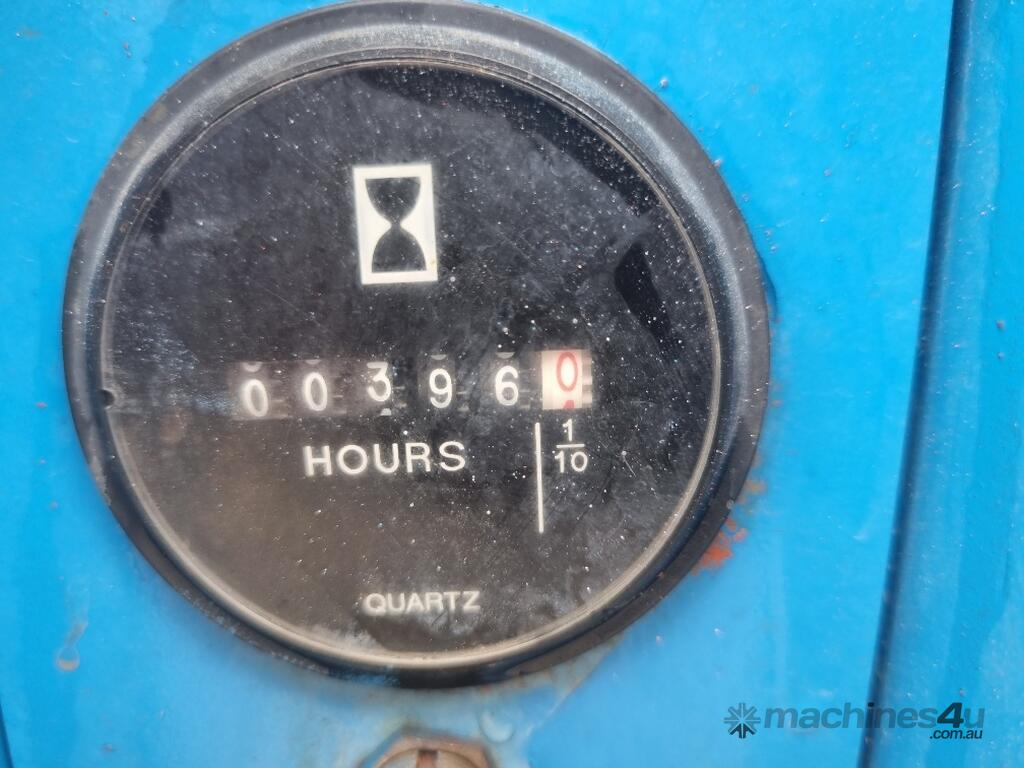 003960
HOURS
1
10
QUARTZ
machines4u
.com.au